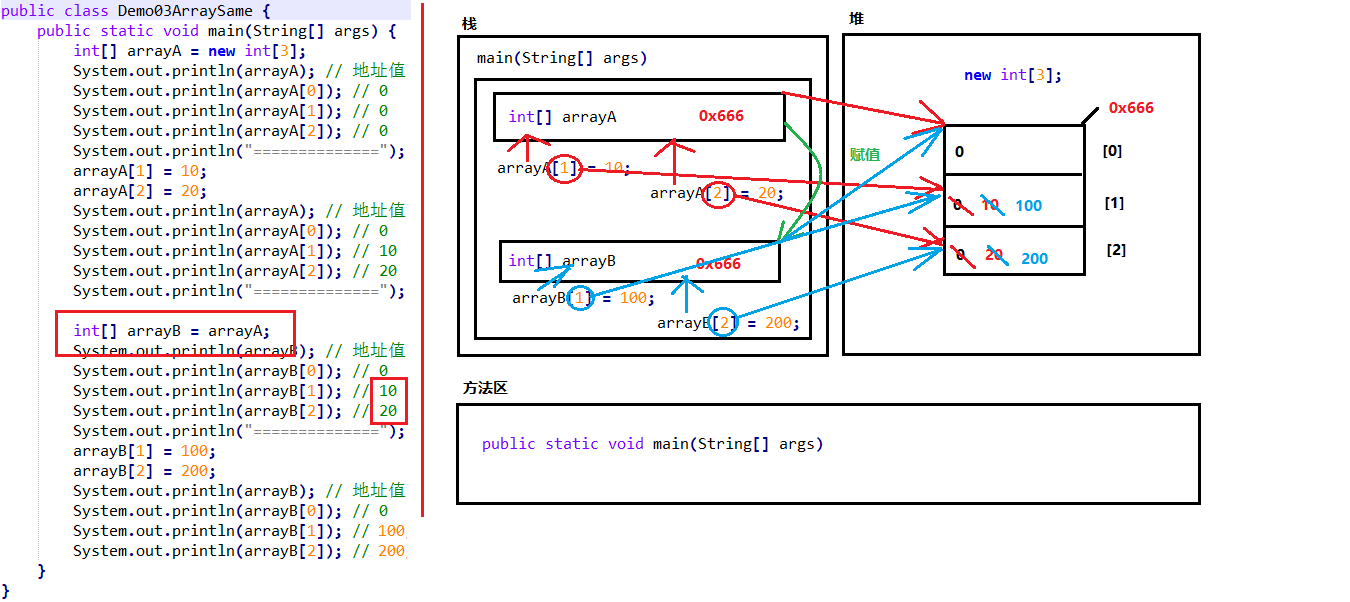 public class Demo03ArraySame {
public static void main(String[] args) {
int[] arrayA = new int[3];
System.out.println(arrayA); // 地址值
System.out.println(arrayA[0]); // 0
System.out.println(arrayA[1]); // 0
System.out.println(arrayA[2]); // 0
System.out.println("==============");
arrayA[1] = 10;
arrayA[2] = 20;
System.out.println(arrayA); // 地址值
System.out.println(arrayA[0]); // 0
System.out.println(arrayA[1]); // 10
System.out.println(arrayA[2]); // 20
System.out.println("==============");
int[] arrayB = arrayA;
System.out.println(arrayB); // 地址值
System.out.println(arrayB[0]); // 0
System.out.println(arrayB[1]); // 10
System.out.println(arrayB[2]); // 20
System.out.println("==============");
arrayB[1] = 100;
arrayB[2] = 200;
System.out.println(arrayB); // 地址值
System.out.println(arrayB[0]); // 0
System.out.println(arrayB[1]); // 100
System.out.println(arrayB[2]); // 200
}
}
栈
main(String[] args)
int[] arrayA 0x666
arrayA[1] = 10;
arrayA[2] = 20;
赋值
int[] arrayB 0x666
arrayB[1] = 100;
arrayB[2] = 200;
堆
new int[3];
0x666
0 [0]
0 10 100 [1]
0 20 200 [2]
方法区
public static void main(String[] args)